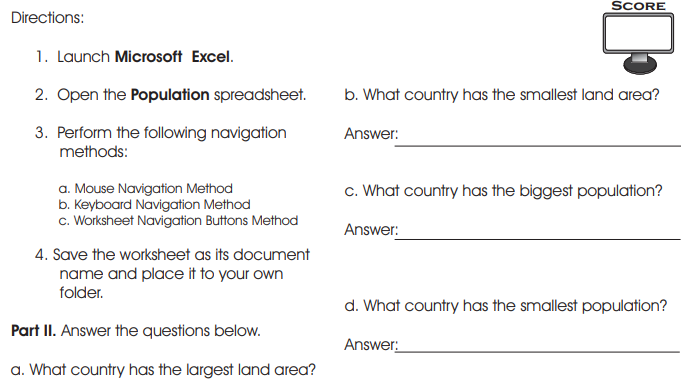 Directions:
1. Launch Microsoft Excel.
2. Open the Population spreadsheet.
3. Perform the following navigation
methods:
a. Mouse Navigation Method
b. Keyboard Navigation Method
c. Worksheet Navigation Buttons Method
4. Save the worksheet as its document
name and place it to your own
folder.
Part II. Answer the questions below.
a. What country has the largest land area?
SCORE
b. What country has the smallest land area?
Answer:
c. What country has the biggest population?
Answer:
d. What country has the smallest population?
Answer: